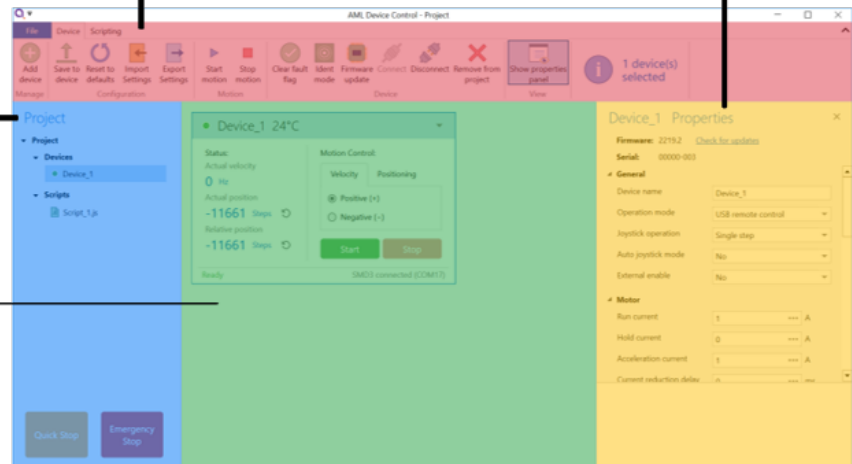 AML Device Control - Project
File Device Scripting
Add device
Save to device
Reset to defaults
Import Settings
Export Settings
Start motion
Stop motion
Clear fault flag
Ident mode
Firmware update
Connect
Disconnect
Remove from project
Show properties panel
1 device(s) selected
Manage Configuration Motion Device View
Project
Project
Devices
Device_1
Scripts
Script_1.js
Quick Stop
Emergency Stop
Device_1 24°C
Status:
Actual velocity
0 Hz
Actual position
-11661 Steps
Relative position
-11661 Steps
Motion Control:
Velocity Positioning
Positive (+)
Negative (−)
Start Stop
Ready SMD3 connected (COM17)
Device_1 Properties
Firmware: 2219.2 Check for updates
Serial: 00000-003
General
Device name Device_1
Operation mode USB remote control
Joystick operation Single step
Auto joystick mode No
External enable No
Motor
Run current 1 A
Hold current 0 A
Acceleration current 1 A
Current reduction delay 0 ms